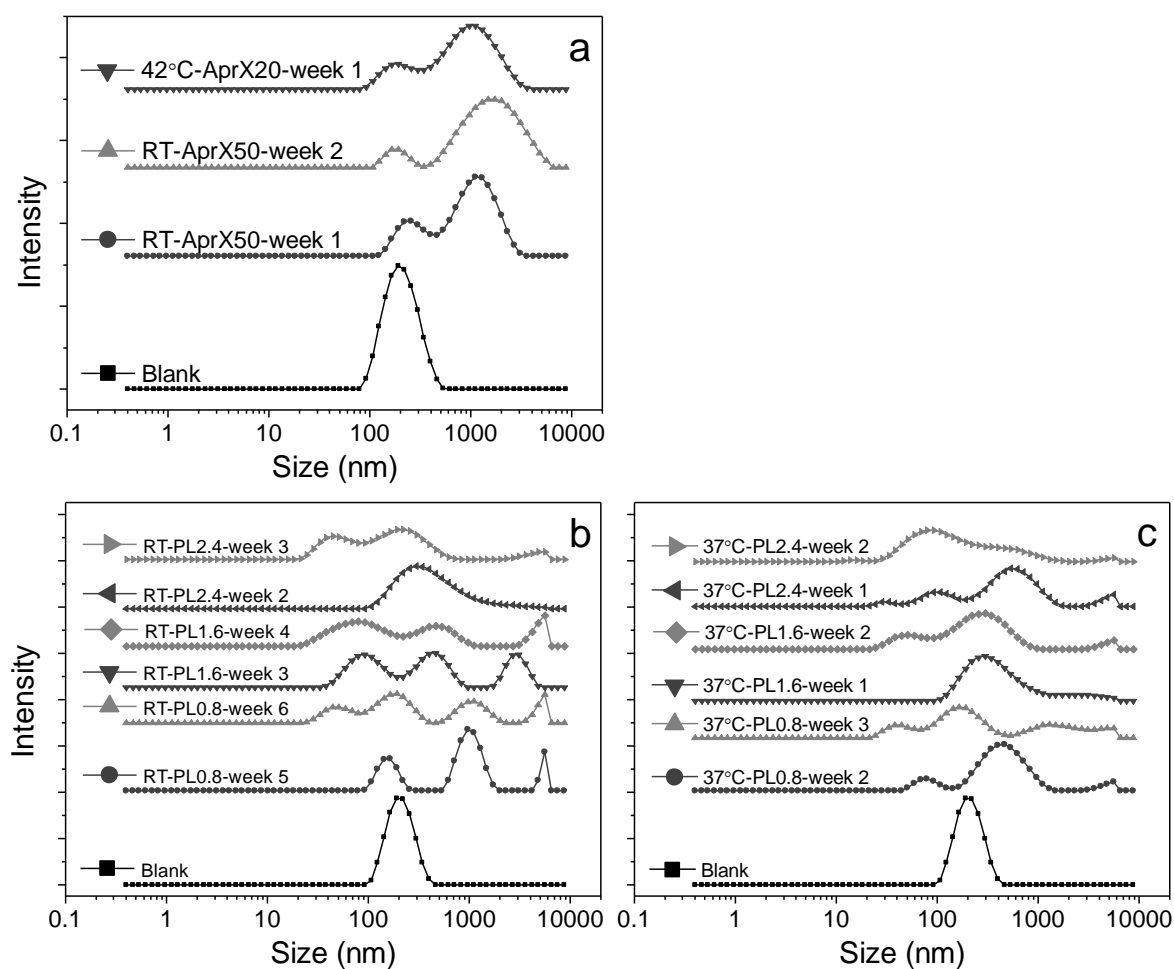 a
42°C-AprX20-week 1
RT-AprX50-week 2
RT-AprX50-week 1
Blank
Intensity
0.1 1 10 100 1000 10000
Size (nm)
b
RT-PL2.4-week 3
RT-PL2.4-week 2
RT-PL1.6-week 4
RT-PL1.6-week 3
RT-PL0.8-week 6
RT-PL0.8-week 5
Blank
Intensity
0.1 1 10 100 1000 10000
Size (nm)
c
37°C-PL2.4-week 2
37°C-PL2.4-week 1
37°C-PL1.6-week 2
37°C-PL1.6-week 1
37°C-PL0.8-week 3
37°C-PL0.8-week 2
Blank
0.1 1 10 100 1000 10000
Size (nm)